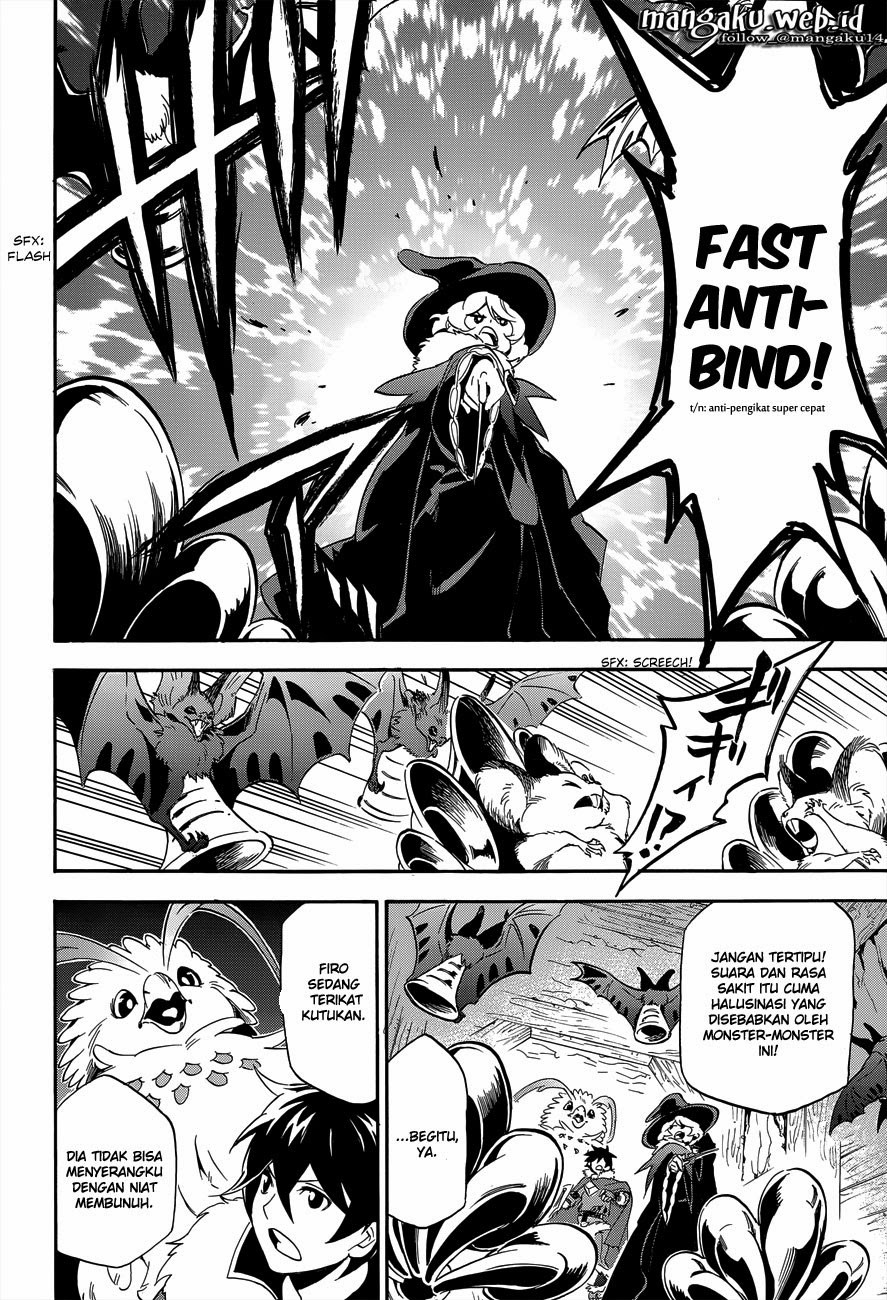 mangaku.web.id
follow @mangaku14
FAST
ANTI-
BIND!
t/n: anti-pengikat super cepat
SFX:
FLASH
SFX: SCREECH!
ギギィ!?
JANGAN TERTIPU!
SUARA DAN RASA
SAKIT ITU CUMA
HALUSINASI YANG
DISEBABKAN OLEH
MONSTER-MONSTER
INI!
...BEGITU,
YA.
FIRO
SEDANG
TERIKAT
KUTUKAN.
DIA TIDAK BISA
MENYERANGKU
DENGAN NIAT
MEMBUNUH.